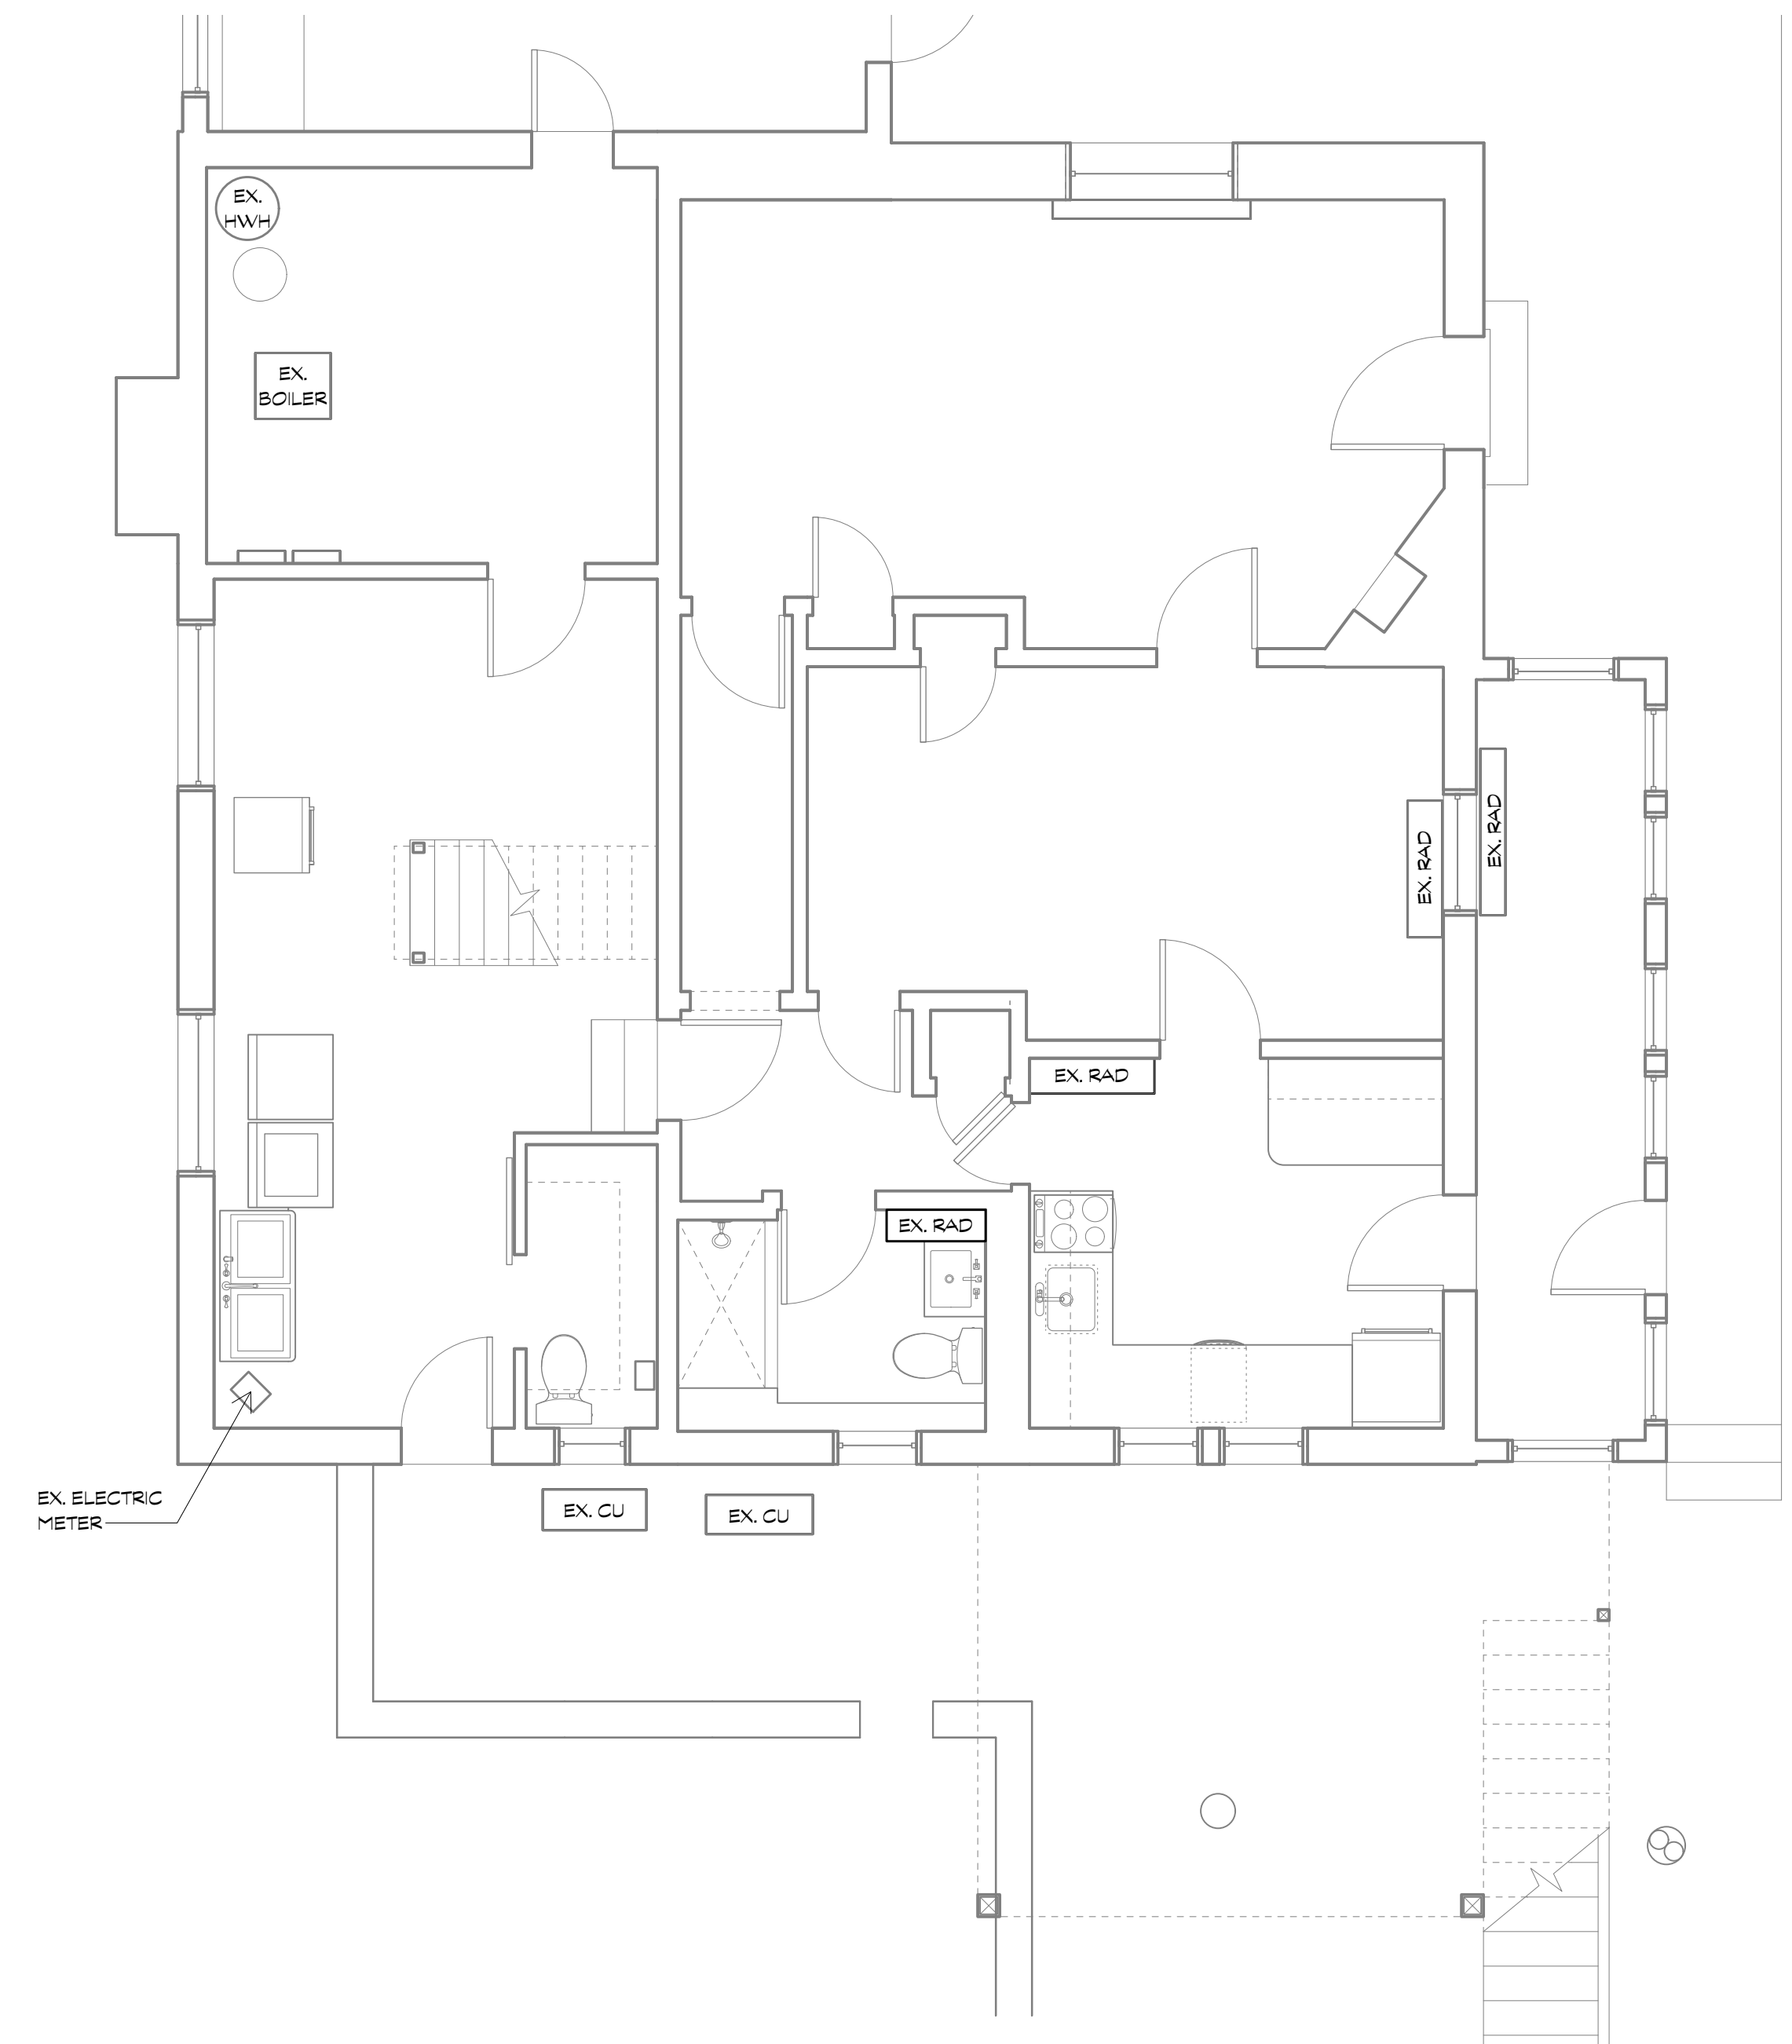 EX.
HWH
EX.
BOILER
EX. RAD
EX. RAD
EX. RAD
EX. RAD
EX. ELECTRIC
METER
EX. CU
EX. CU